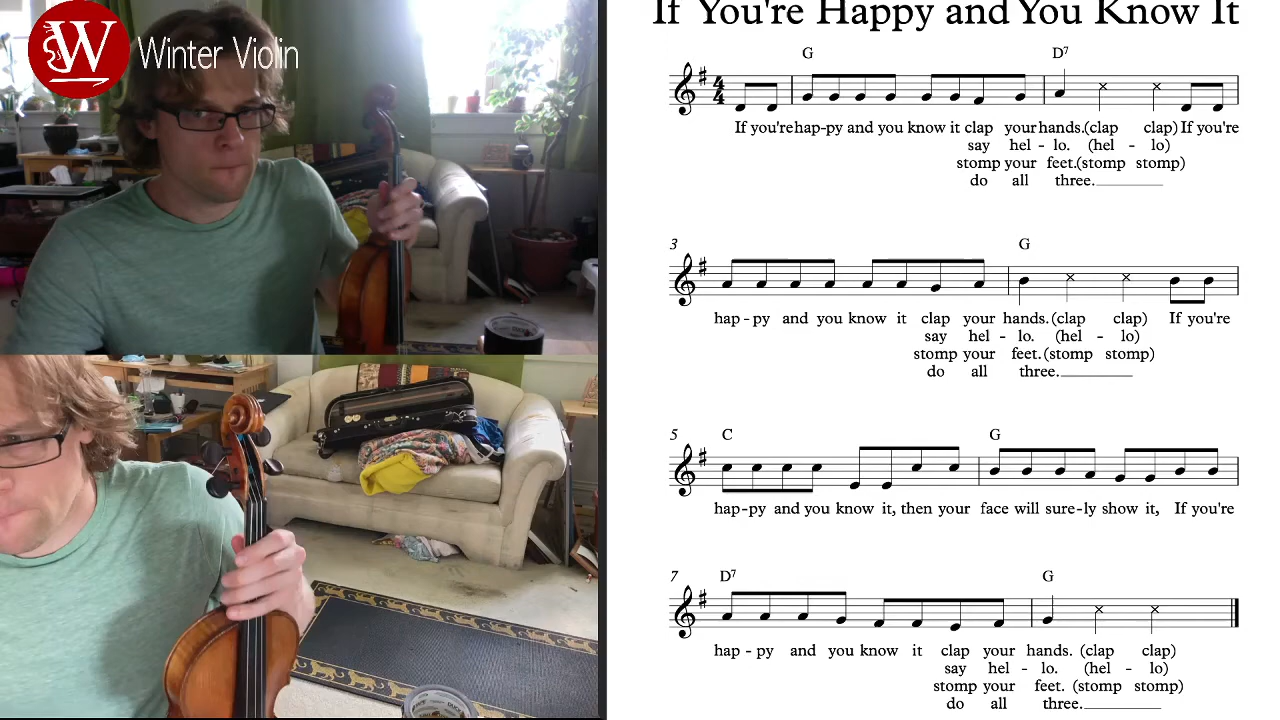 W Winter Violin
If You're Happy and You Know It
G D7
4
4
If you're hap-py and you know it clap your hands.(clap clap) If you're
say hel - lo. (hel - lo)
stomp your feet.(stomp stomp)
do all three.
3 G
hap - py and you know it clap your hands. (clap clap) If you're
say hel - lo. (hel - lo)
stomp your feet. (stomp stomp)
do all three.
5 C G
hap-py and you know it, then your face will sure-ly show it, If you're
7 D7 G
hap - py and you know it clap your hands. (clap clap)
say hel - lo. (hel - lo)
stomp your feet. (stomp stomp)
do all three.